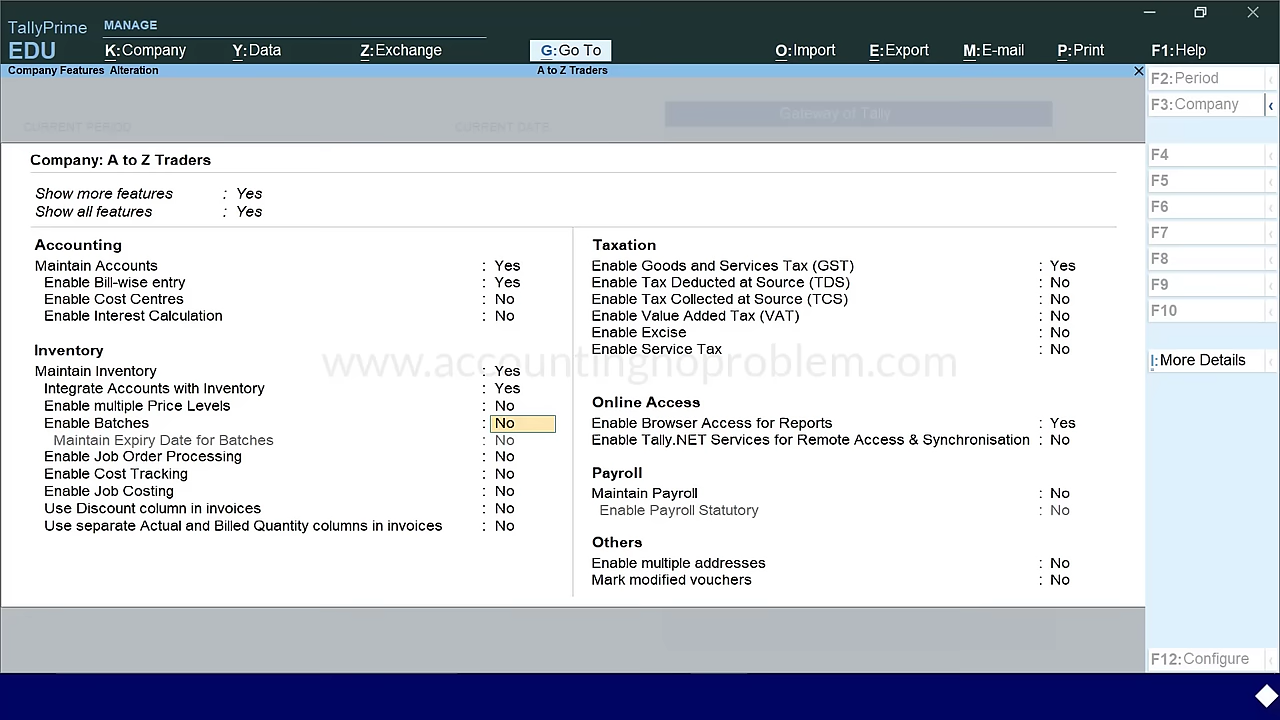 TallyPrime
EDU
MANAGE
K:Company Y:Data Z:Exchange G:Go To O:Import E:Export M:E-mail P:Print F1:Help
Company Features Alteration A to Z Traders
CURRENT PERIOD CURRENT DATE Gateway of Tally
Company: A to Z Traders
Show more features : Yes
Show all features : Yes
Accounting
Maintain Accounts : Yes
Enable Bill-wise entry : Yes
Enable Cost Centres : No
Enable Interest Calculation : No
Inventory
Maintain Inventory : Yes
Integrate Accounts with Inventory : Yes
Enable multiple Price Levels : No
Enable Batches : No
Maintain Expiry Date for Batches : No
Enable Job Order Processing : No
Enable Cost Tracking : No
Enable Job Costing : No
Use Discount column in invoices : No
Use separate Actual and Billed Quantity columns in invoices : No
Taxation
Enable Goods and Services Tax (GST) : Yes
Enable Tax Deducted at Source (TDS) : No
Enable Tax Collected at Source (TCS) : No
Enable Value Added Tax (VAT) : No
Enable Excise : No
Enable Service Tax : No
Online Access
Enable Browser Access for Reports : Yes
Enable Tally.NET Services for Remote Access & Synchronisation : No
Payroll
Maintain Payroll : No
Enable Payroll Statutory : No
Others
Enable multiple addresses : No
Mark modified vouchers : No
www.accountingnoproblem.com
F2:Period
F3:Company
F4
F5
F6
F7
F8
F9
F10
I:More Details
F12:Configure